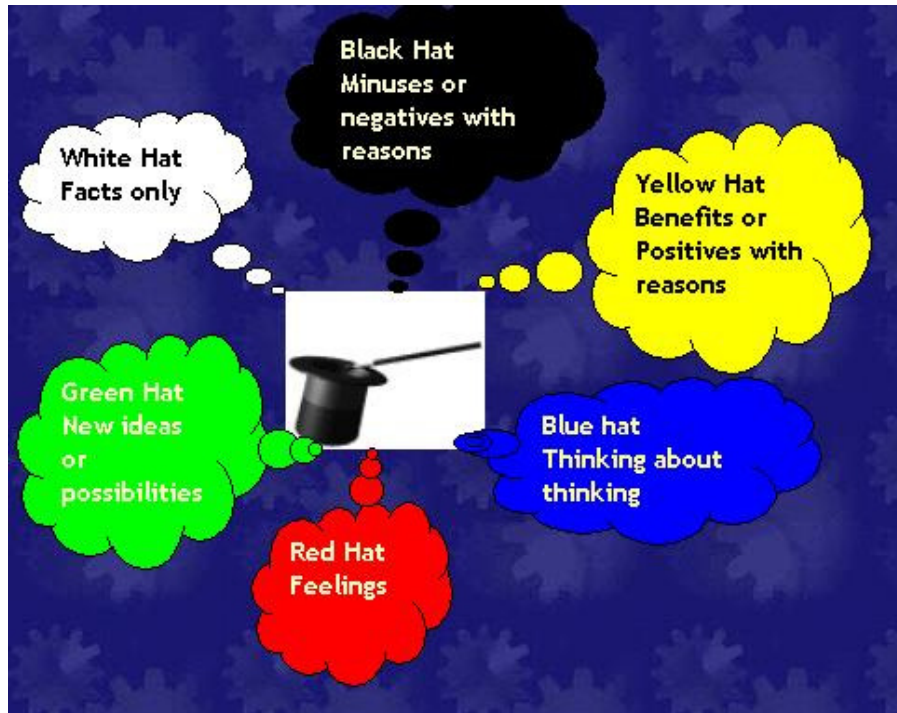 Black Hat
Minuses or
negatives with
reasons
White Hat
Facts only
Yellow Hat
Benefits or
Positives with
reasons
Green Hat
New ideas
or
possibilities
Blue hat
Thinking about
thinking
Red Hat
Feelings